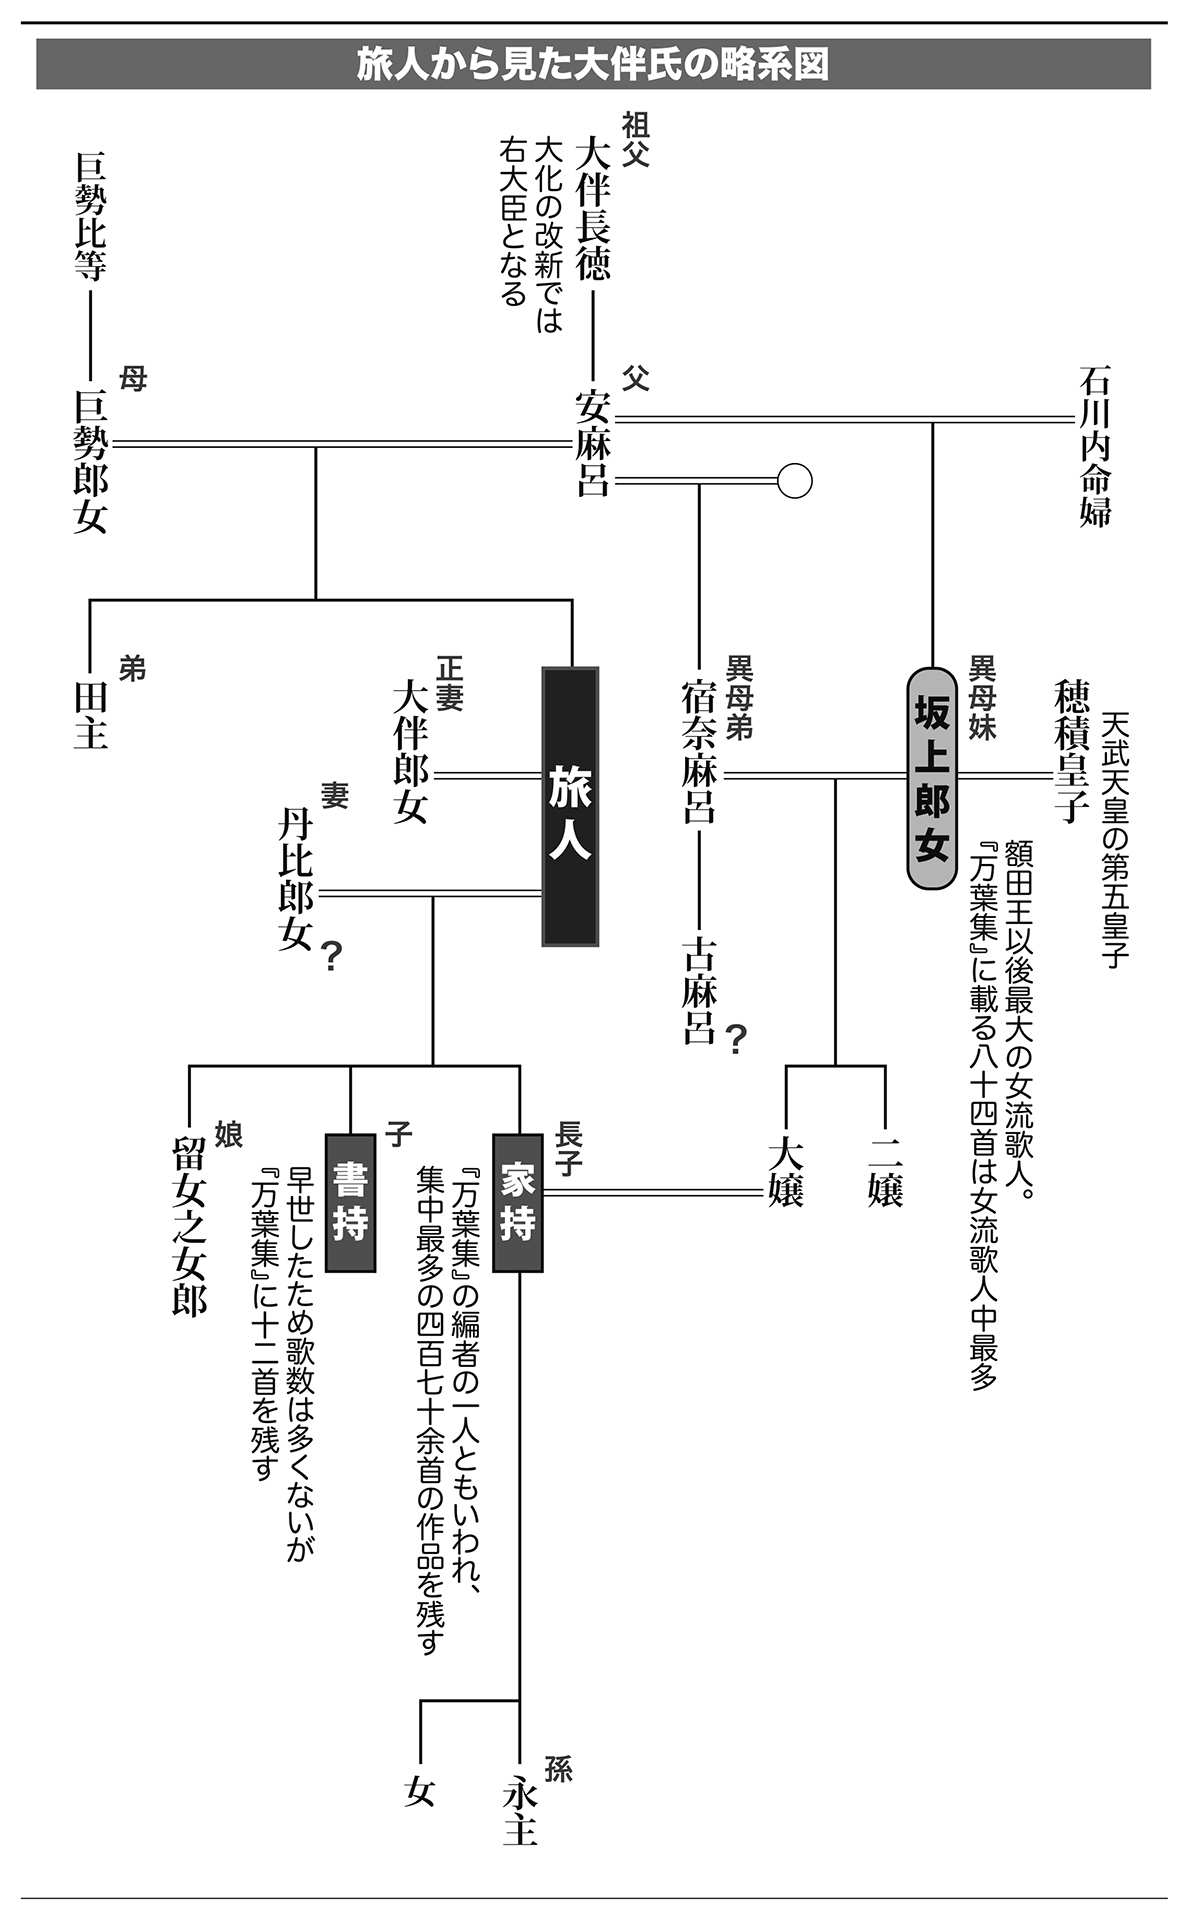 旅人から見た大伴氏の略系図
石川内命婦
祖父
大伴長徳
大化の改新では
右大臣となる
父
安麻呂
巨勢比等
母
巨勢郎女
天武天皇の第五皇子
穂積皇子
異母妹
坂上郎女
額田王以後最大の女流歌人。
『万葉集』に載る八十四首は女流歌人中最多
異母弟
宿奈麻呂
古麻呂
?
旅人
正妻
大伴郎女
妻
丹比郎女
?
弟
田主
二嬢
大嬢
長子
家持
『万葉集』の編者の一人ともいわれ、
集中最多の四百七十余首の作品を残す
子
書持
早世したため歌数は多くないが
『万葉集』に十二首を残す
娘
留女之女郎
孫
永主
女